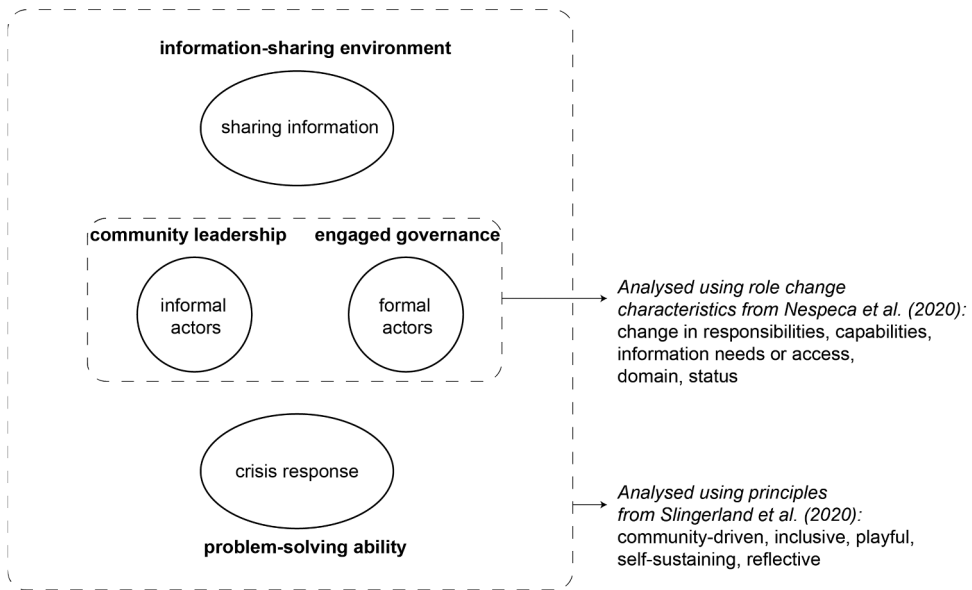 information-sharing environment
sharing information
community leadership
engaged governance
informal
actors
formal
actors
Analysed using role change
characteristics from Nespeca et al. (2020):
change in responsibilities, capabilities,
information needs or access,
domain, status
crisis response
problem-solving ability
Analysed using principles
from Slingerland et al. (2020):
community-driven, inclusive, playful,
self-sustaining, reflective